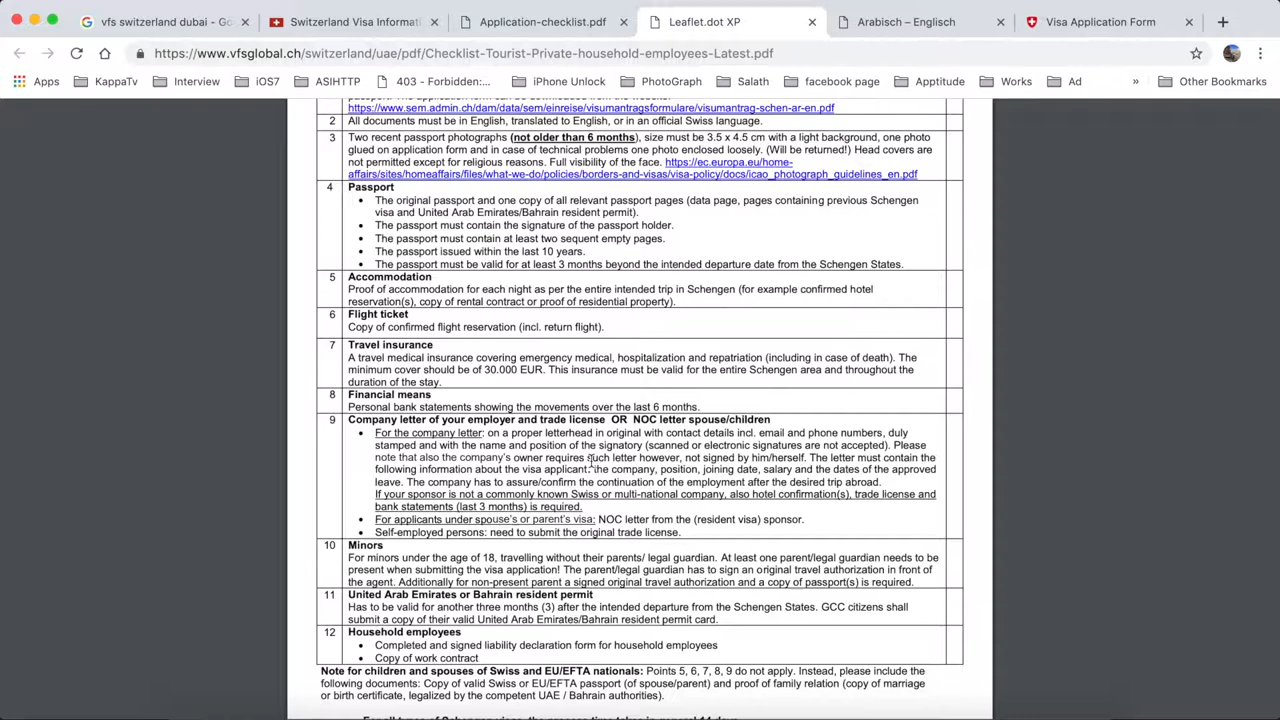 vfs switzerland dubai - Go
Switzerland Visa Informati
Application-checklist.pdf
Leaflet.dot XP
Arabisch – Englisch
Visa Application Form
https://www.vfsglobal.ch/switzerland/uae/pdf/Checklist-Tourist-Private-household-employees-Latest.pdf
Apps
KappaTv
Interview
iOS7
ASIHTTP
403 - Forbidden:...
iPhone Unlock
PhotoGraph
Salath
facebook page
Apptitude
Works
Ad
»
Other Bookmarks
https://www.sem.admin.ch/dam/data/sem/einreise/visumantragsformulare/visumantrag-schen-ar-en.pdf
2 All documents must be in English, translated to English, or in an official Swiss language.
3 Two recent passport photographs (not older than 6 months), size must be 3.5 x 4.5 cm with a light background, one photo
glued on application form and in case of technical problems one photo enclosed loosely. (Will be returned!) Head covers are
not permitted except for religious reasons. Full visibility of the face. https://ec.europa.eu/home-
affairs/sites/homeaffairs/files/what-we-do/policies/borders-and-visas/visa-policy/docs/icao_photograph_guidelines_en.pdf
4 Passport
• The original passport and one copy of all relevant passport pages (data page, pages containing previous Schengen
visa and United Arab Emirates/Bahrain resident permit).
• The passport must contain the signature of the passport holder.
• The passport must contain at least two sequent empty pages.
• The passport issued within the last 10 years.
• The passport must be valid for at least 3 months beyond the intended departure date from the Schengen States.
5 Accommodation
Proof of accommodation for each night as per the entire intended trip in Schengen (for example confirmed hotel
reservation(s), copy of rental contract or proof of residential property).
6 Flight ticket
Copy of confirmed flight reservation (incl. return flight).
7 Travel insurance
A travel medical insurance covering emergency medical, hospitalization and repatriation (including in case of death). The
minimum cover should be of 30.000 EUR. This insurance must be valid for the entire Schengen area and throughout the
duration of the stay.
8 Financial means
Personal bank statements showing the movements over the last 6 months.
9 Company letter of your employer and trade license OR NOC letter spouse/children
• For the company letter: on a proper letterhead in original with contact details incl. email and phone numbers, duly
stamped and with the name and position of the signatory (scanned or electronic signatures are not accepted). Please
note that also the company's owner requires such letter however, not signed by him/herself. The letter must contain the
following information about the visa applicant: the company, position, joining date, salary and the dates of the approved
leave. The company has to assure/confirm the continuation of the employment after the desired trip abroad.
If your sponsor is not a commonly known Swiss or multi-national company, also hotel confirmation(s), trade license and
bank statements (last 3 months) is required.
• For applicants under spouse's or parent's visa: NOC letter from the (resident visa) sponsor.
• Self-employed persons: need to submit the original trade license.
10 Minors
For minors under the age of 18, travelling without their parents/ legal guardian. At least one parent/legal guardian needs to be
present when submitting the visa application! The parent/legal guardian has to sign an original travel authorization in front of
the agent. Additionally for non-present parent a signed original travel authorization and a copy of passport(s) is required.
11 United Arab Emirates or Bahrain resident permit
Has to be valid for another three months (3) after the intended departure from the Schengen States. GCC citizens shall
submit a copy of their valid United Arab Emirates/Bahrain resident permit card.
12 Household employees
• Completed and signed liability declaration form for household employees
• Copy of work contract
Note for children and spouses of Swiss and EU/EFTA nationals: Points 5, 6, 7, 8, 9 do not apply. Instead, please include the
following documents: Copy of valid Swiss or EU/EFTA passport (of spouse/parent) and proof of family relation (copy of marriage
or birth certificate, legalized by the competent UAE / Bahrain authorities).